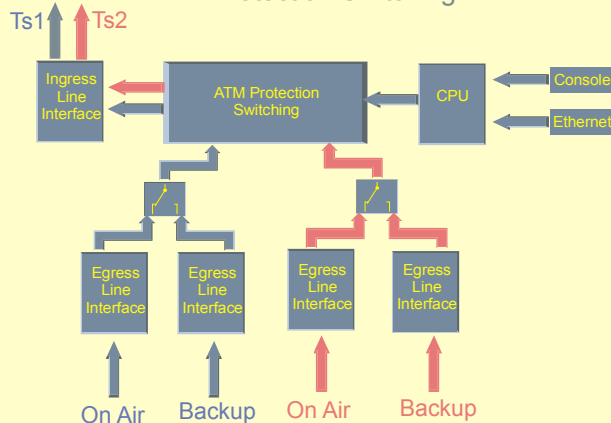 Ts1 Ts2
Ingress
Line
Interface
ATM Protection
Switching
CPU
Console
Ethernet
Egress
Line
Interface
Egress
Line
Interface
Egress
Line
Interface
Egress
Line
Interface
On Air
Backup
On Air
Backup